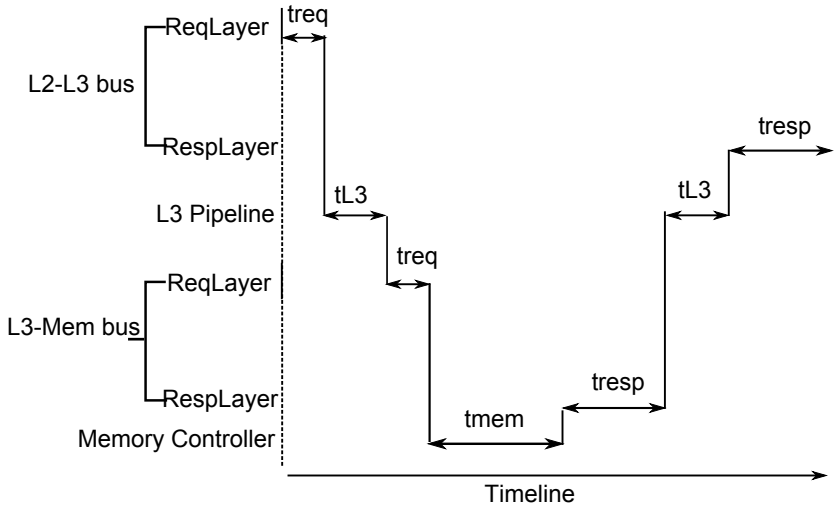 treq
ReqLayer
L2-L3 bus
RespLayer
tresp
tL3
tL3
L3 Pipeline
treq
ReqLayer
L3-Mem bus
RespLayer
tresp
tmem
Memory Controller
Timeline